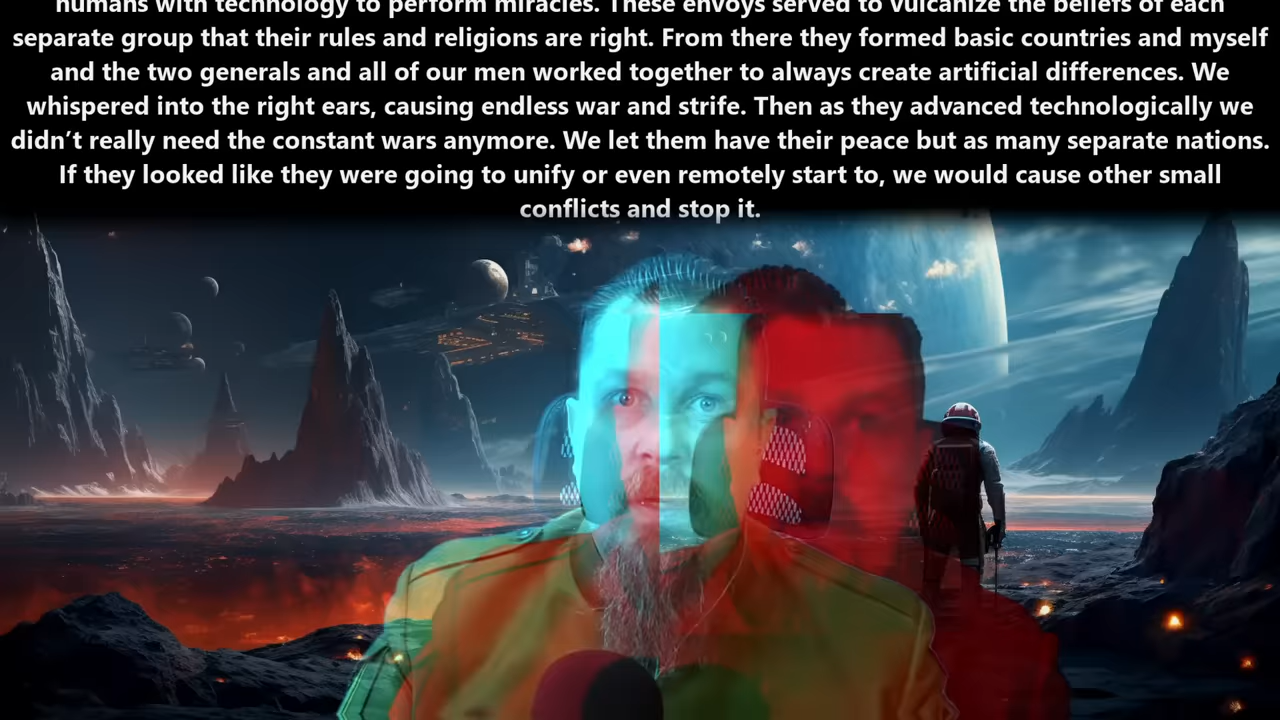 humans with technology to perform miracles. These envoys served to vulcanize the beliefs of each
separate group that their rules and religions are right. From there they formed basic countries and myself
and the two generals and all of our men worked together to always create artificial differences. We
whispered into the right ears, causing endless war and strife. Then as they advanced technologically we
didn’t really need the constant wars anymore. We let them have their peace but as many separate nations.
If they looked like they were going to unify or even remotely start to, we would cause other small
conflicts and stop it.